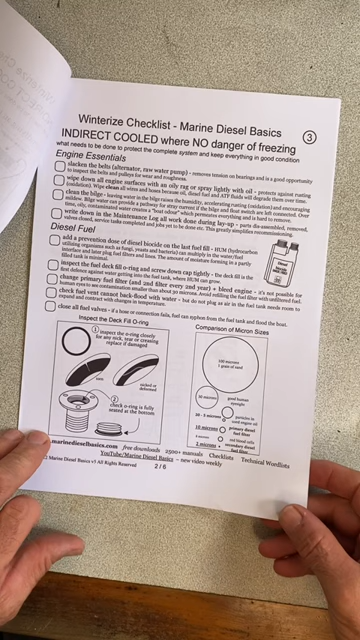 3
Winterize Checklist - Marine Diesel Basics
INDIRECT COOLED where NO danger of freezing
what needs to be done to protect the complete system and keep everything in good condition
Engine Essentials
slacken the belts (alternator, raw water pump) - removes tension on bearings and is a good opportunity
to inspect the belts and pulleys for wear and roughness.
wipe down all engine surfaces with an oily rag or spray lightly with oil - protects against rusting
(oxidation). Wipe clean all wires and hoses because oil, diesel fuel and ATF fluids will degrade them over time.
clean the bilge - leaving water in the bilge raises the humidity, accelerating rusting (oxidation) and encouraging
mildew. Bilge water can provide a pathway for stray current if the bilge and float switch are left connected. Over
time, oily, contaminated water creates a "boat odour" which permeates everything and is hard to remove.
write down in the Maintenance Log all work done during lay-up - parts dis-assembled, removed,
valves closed, service tasks completed and jobs yet to be done etc. This greatly simplifies recommissioning.
Diesel Fuel
add a prevention dose of diesel biocide on the last fuel fill - HUM (hydrocarbon
utilising organisms such as fungi, yeasts and bacteria) can multiply in the water/fuel
interface and later plug fuel filters and lines. The amount of moisture forming in a partly
filled tank is minimal.
inspect the fuel deck fill o-ring and screw down cap tightly - the deck fill is the
first defence against water getting into the fuel tank, where HUM can grow.
change primary fuel filter (and 2nd filter every 2nd year) + bleed engine - it's not possible for
human eyes to see contamination smaller than about 30 microns. Avoid refilling the fuel filter with unfiltered fuel.
check fuel vent cannot back-flood with water - but do not plug as air in the fuel tank needs room to
expand and contract with changes in temperature.
close all fuel valves - if a hose or connection fails, fuel can syphon from the fuel tank and flood the boat.
Inspect the Deck Fill O-ring
1 inspect the o-ring closely
for any nick, tear or creasing
replace if damaged
torn
nicked or
deformed
2
check o-ring is fully
seated at the bottom
Comparison of Micron Sizes
100 microns
1 grain of sand
good human
eyesight
particles in
used engine oil
10 microns
primary diesel
fuel filter
red blood cells
2 microns
secondary diesel
fuel filter
.marinedieselbasics.com free downloads 2500+ manuals Checklists Technical Wordlists
YouTube/Marine Diesel Basics - new video weekly
Marine Diesel Basics v3 All Rights Reserved
2 / 6